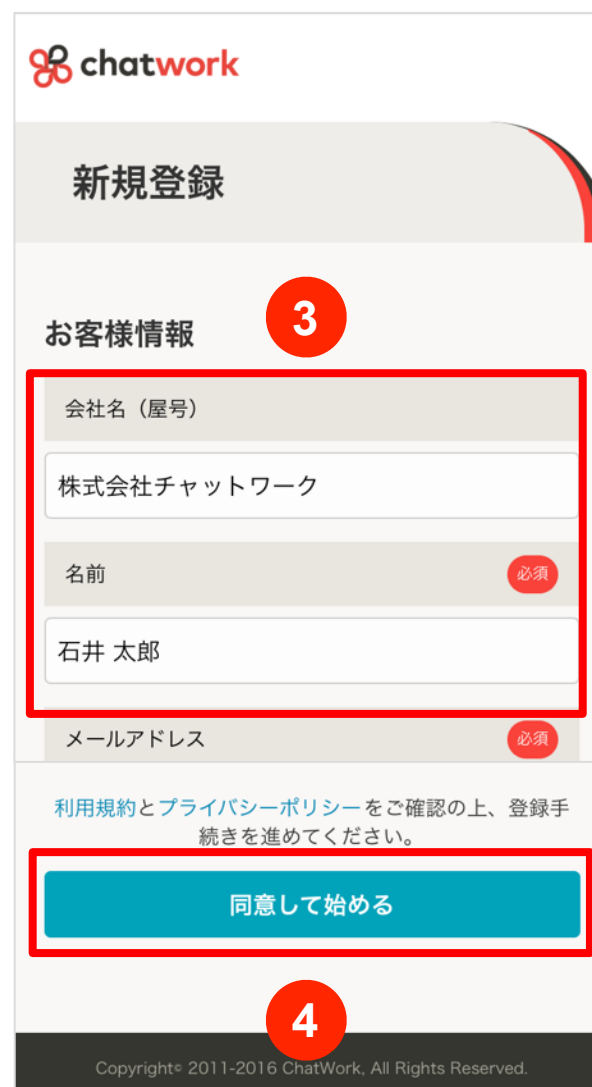 chatwork
新規登録
3
お客様情報
会社名（屋号）
株式会社チャットワーク
名前
必須
石井 太郎
メールアドレス
必須
利用規約とプライバシーポリシーをご確認の上、登録手
続きを進めてください。
同意して始める
4
Copyright© 2011-2016 ChatWork, All Rights Reserved.